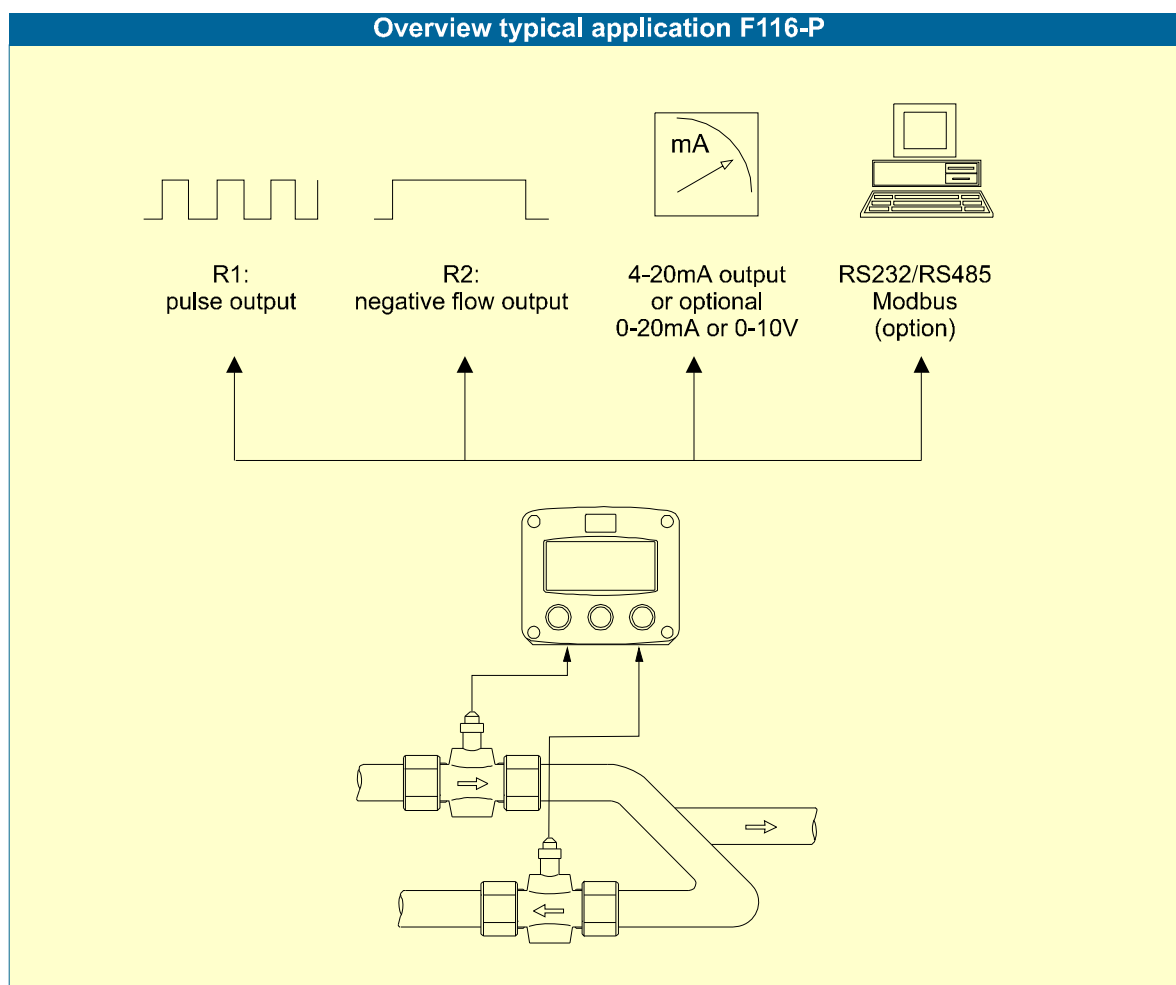 Overview typical application F116-P
mA
R1:
pulse output
R2:
negative flow output
4-20mA output
or optional
0-20mA or 0-10V
RS232/RS485
Modbus
(option)